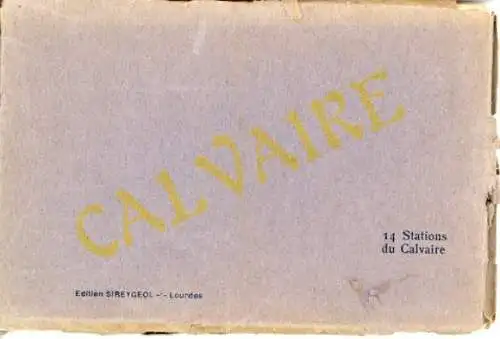 CALVAIRE
14 Stations
du Calvaire
Edition SIREYGEOL -:- Lourdes